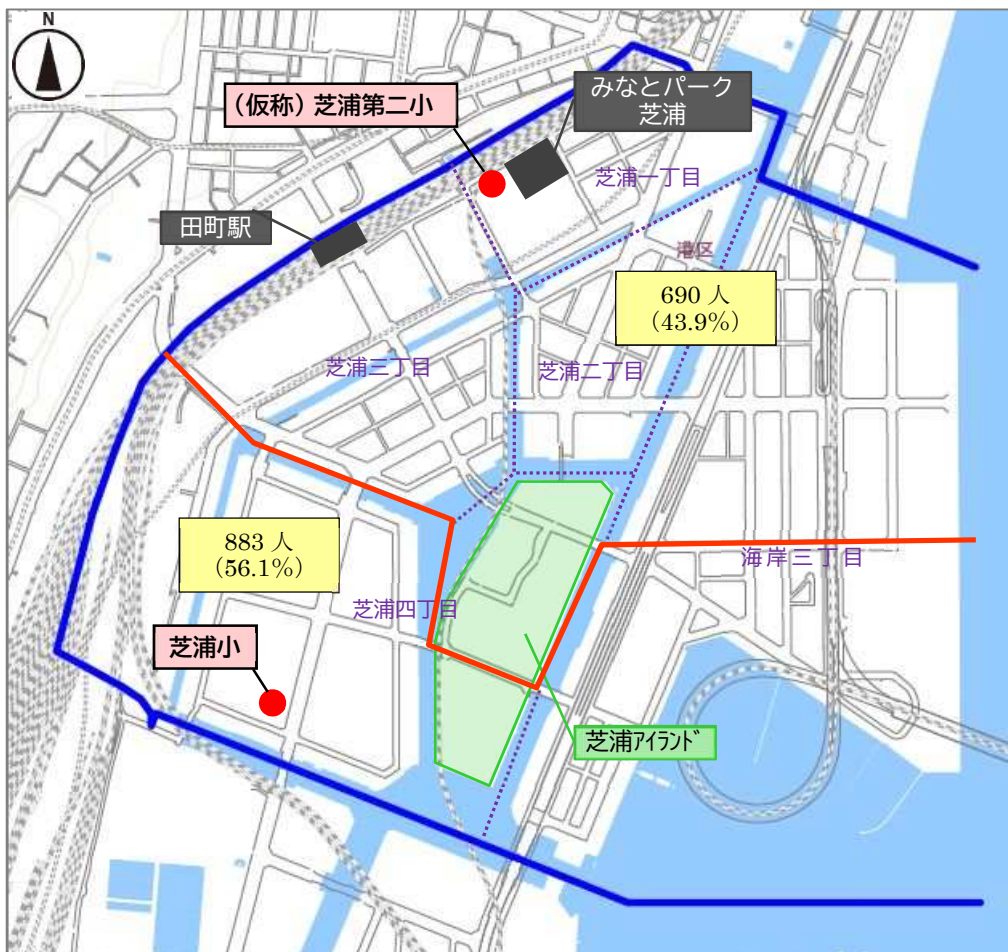 N
(仮称)芝浦第二小
みなとパーク
芝浦
芝浦一丁目
田町駅
港区
690 人
(43.9%)
芝浦三丁目
芝浦二丁目
883 人
(56.1%)
海岸三丁目
芝浦四丁目
芝浦小
芝浦アイランド